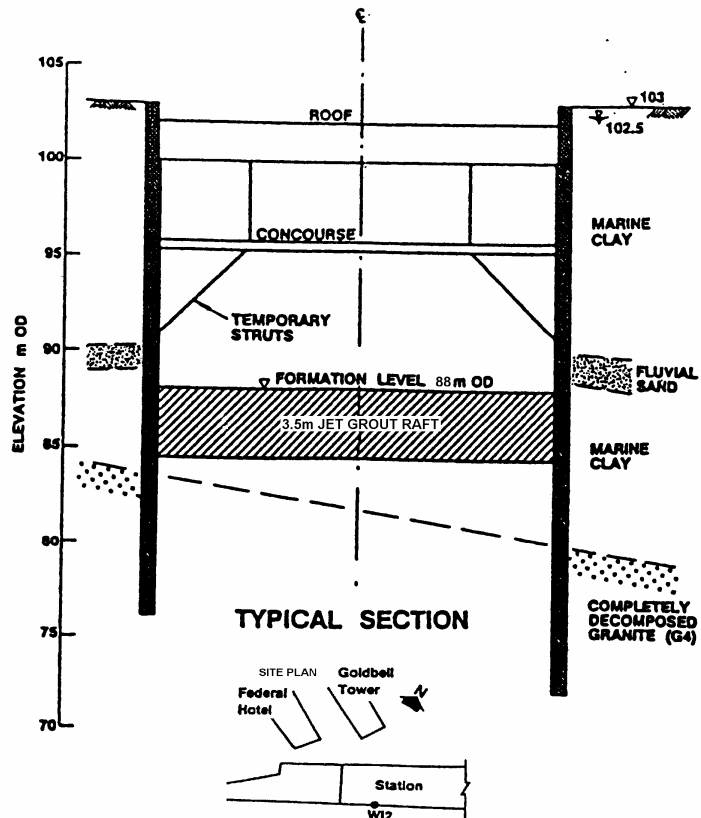 ℄
105
100
95
90
85
80
75
70
ELEVATION m OD
ROOF
103
102.5
MARINE
CLAY
CONCOURSE
TEMPORARY
STRUTS
FORMATION LEVEL 88m OD
FLUVIAL
SAND
3.5m JET GROUT RAFT
MARINE
CLAY
COMPLETELY
DECOMPOSED
GRANITE (G4)
TYPICAL SECTION
SITE PLAN
Federal
Hotel
Goldbell
Tower
N
Station
WI2